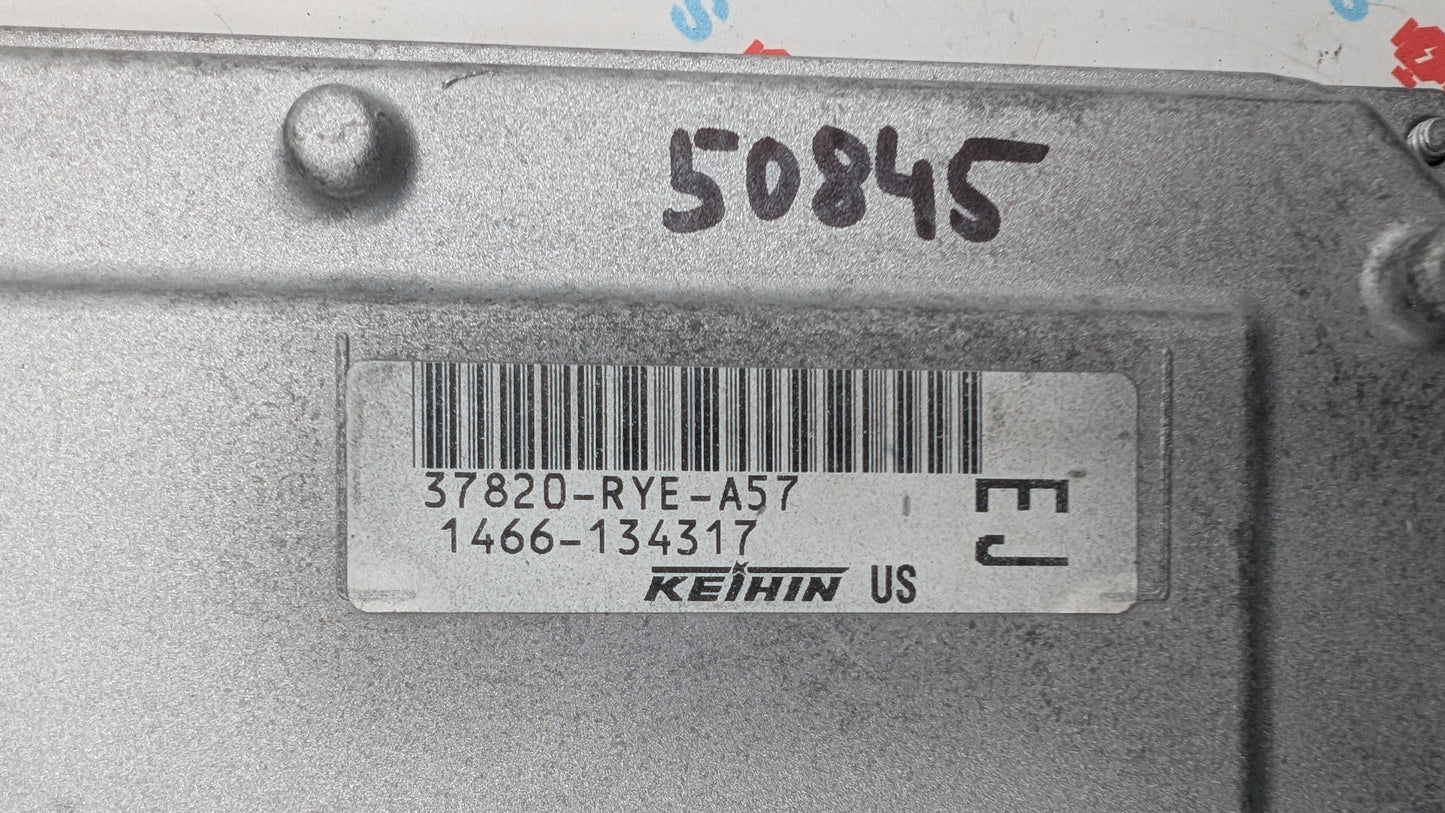 50845
37820-RYE-A57
1466-134317
EJ
KEIHIN US